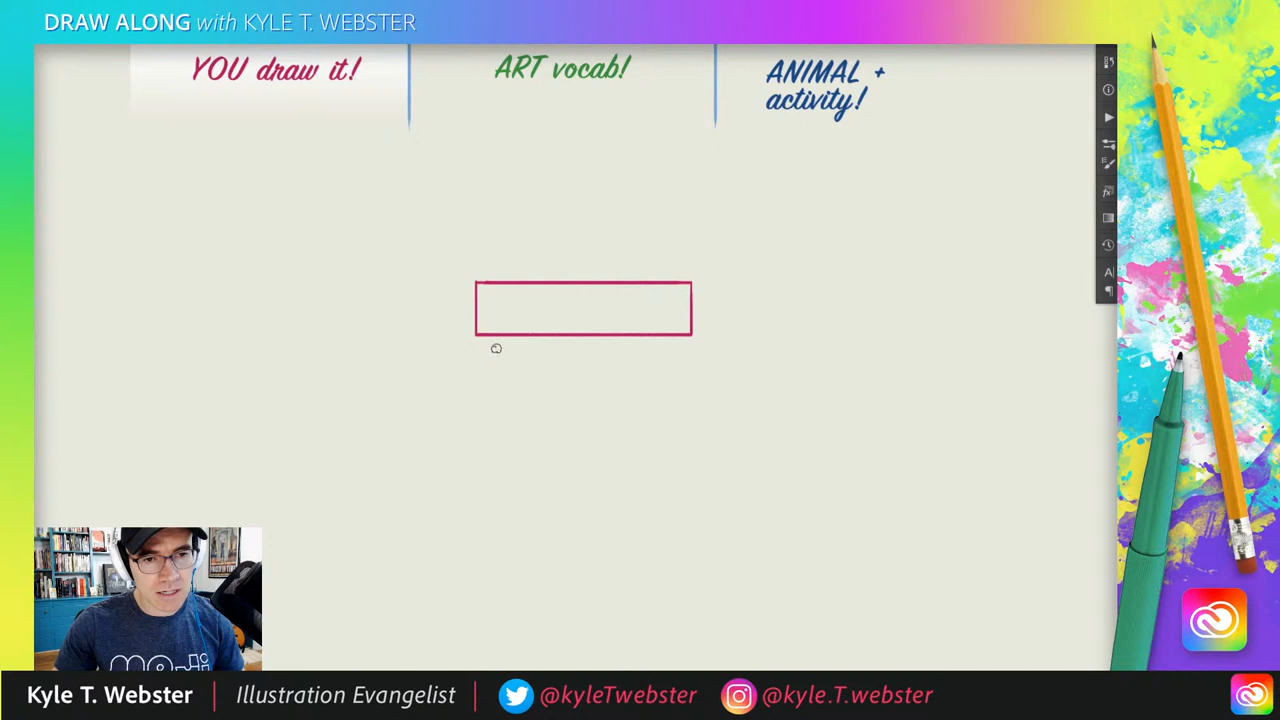 DRAW ALONG with KYLE T. WEBSTER
YOU draw it!
ART vocab!
ANIMAL +
activity!
Kyle T. Webster | Illustration Evangelist | @kyleTwebster @kyle.T.webster